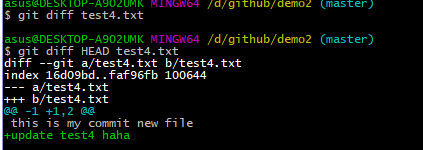 asus@DESKTOP-A902UMK MINGW64 /d/github/demo2 (master)
$ git diff test4.txt
asus@DESKTOP-A902UMK MINGW64 /d/github/demo2 (master)
$ git diff HEAD test4.txt
diff --git a/test4.txt b/test4.txt
index 16d09bd..faf96fb 100644
--- a/test4.txt
+++ b/test4.txt
@@ -1 +1,2 @@
 this is my commit new file
+update test4 haha